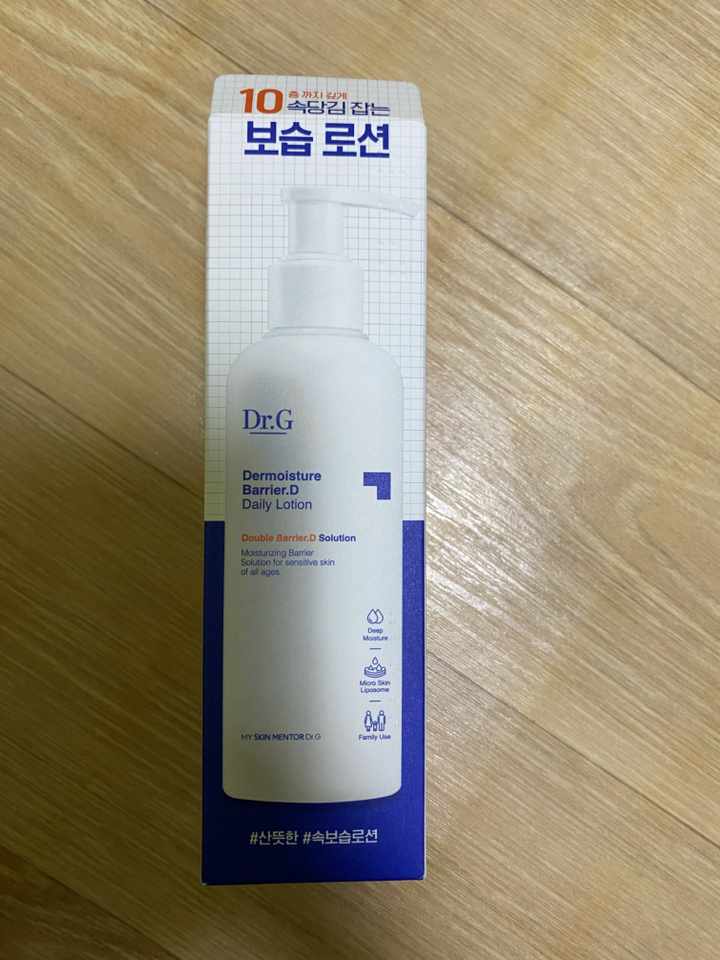 10 층 까지 깊게
속당김 잡는
보습 로션
Dr.G
Dermoisture
Barrier.D
Daily Lotion
Double Barrier.D Solution
Moisturizing Barrier
Solution for sensitive skin
of all ages.
Deep
Moisture
Micro Skin
Liposome
Family Use
MY SKIN MENTOR Dr.G
#산뜻한 #속보습로션